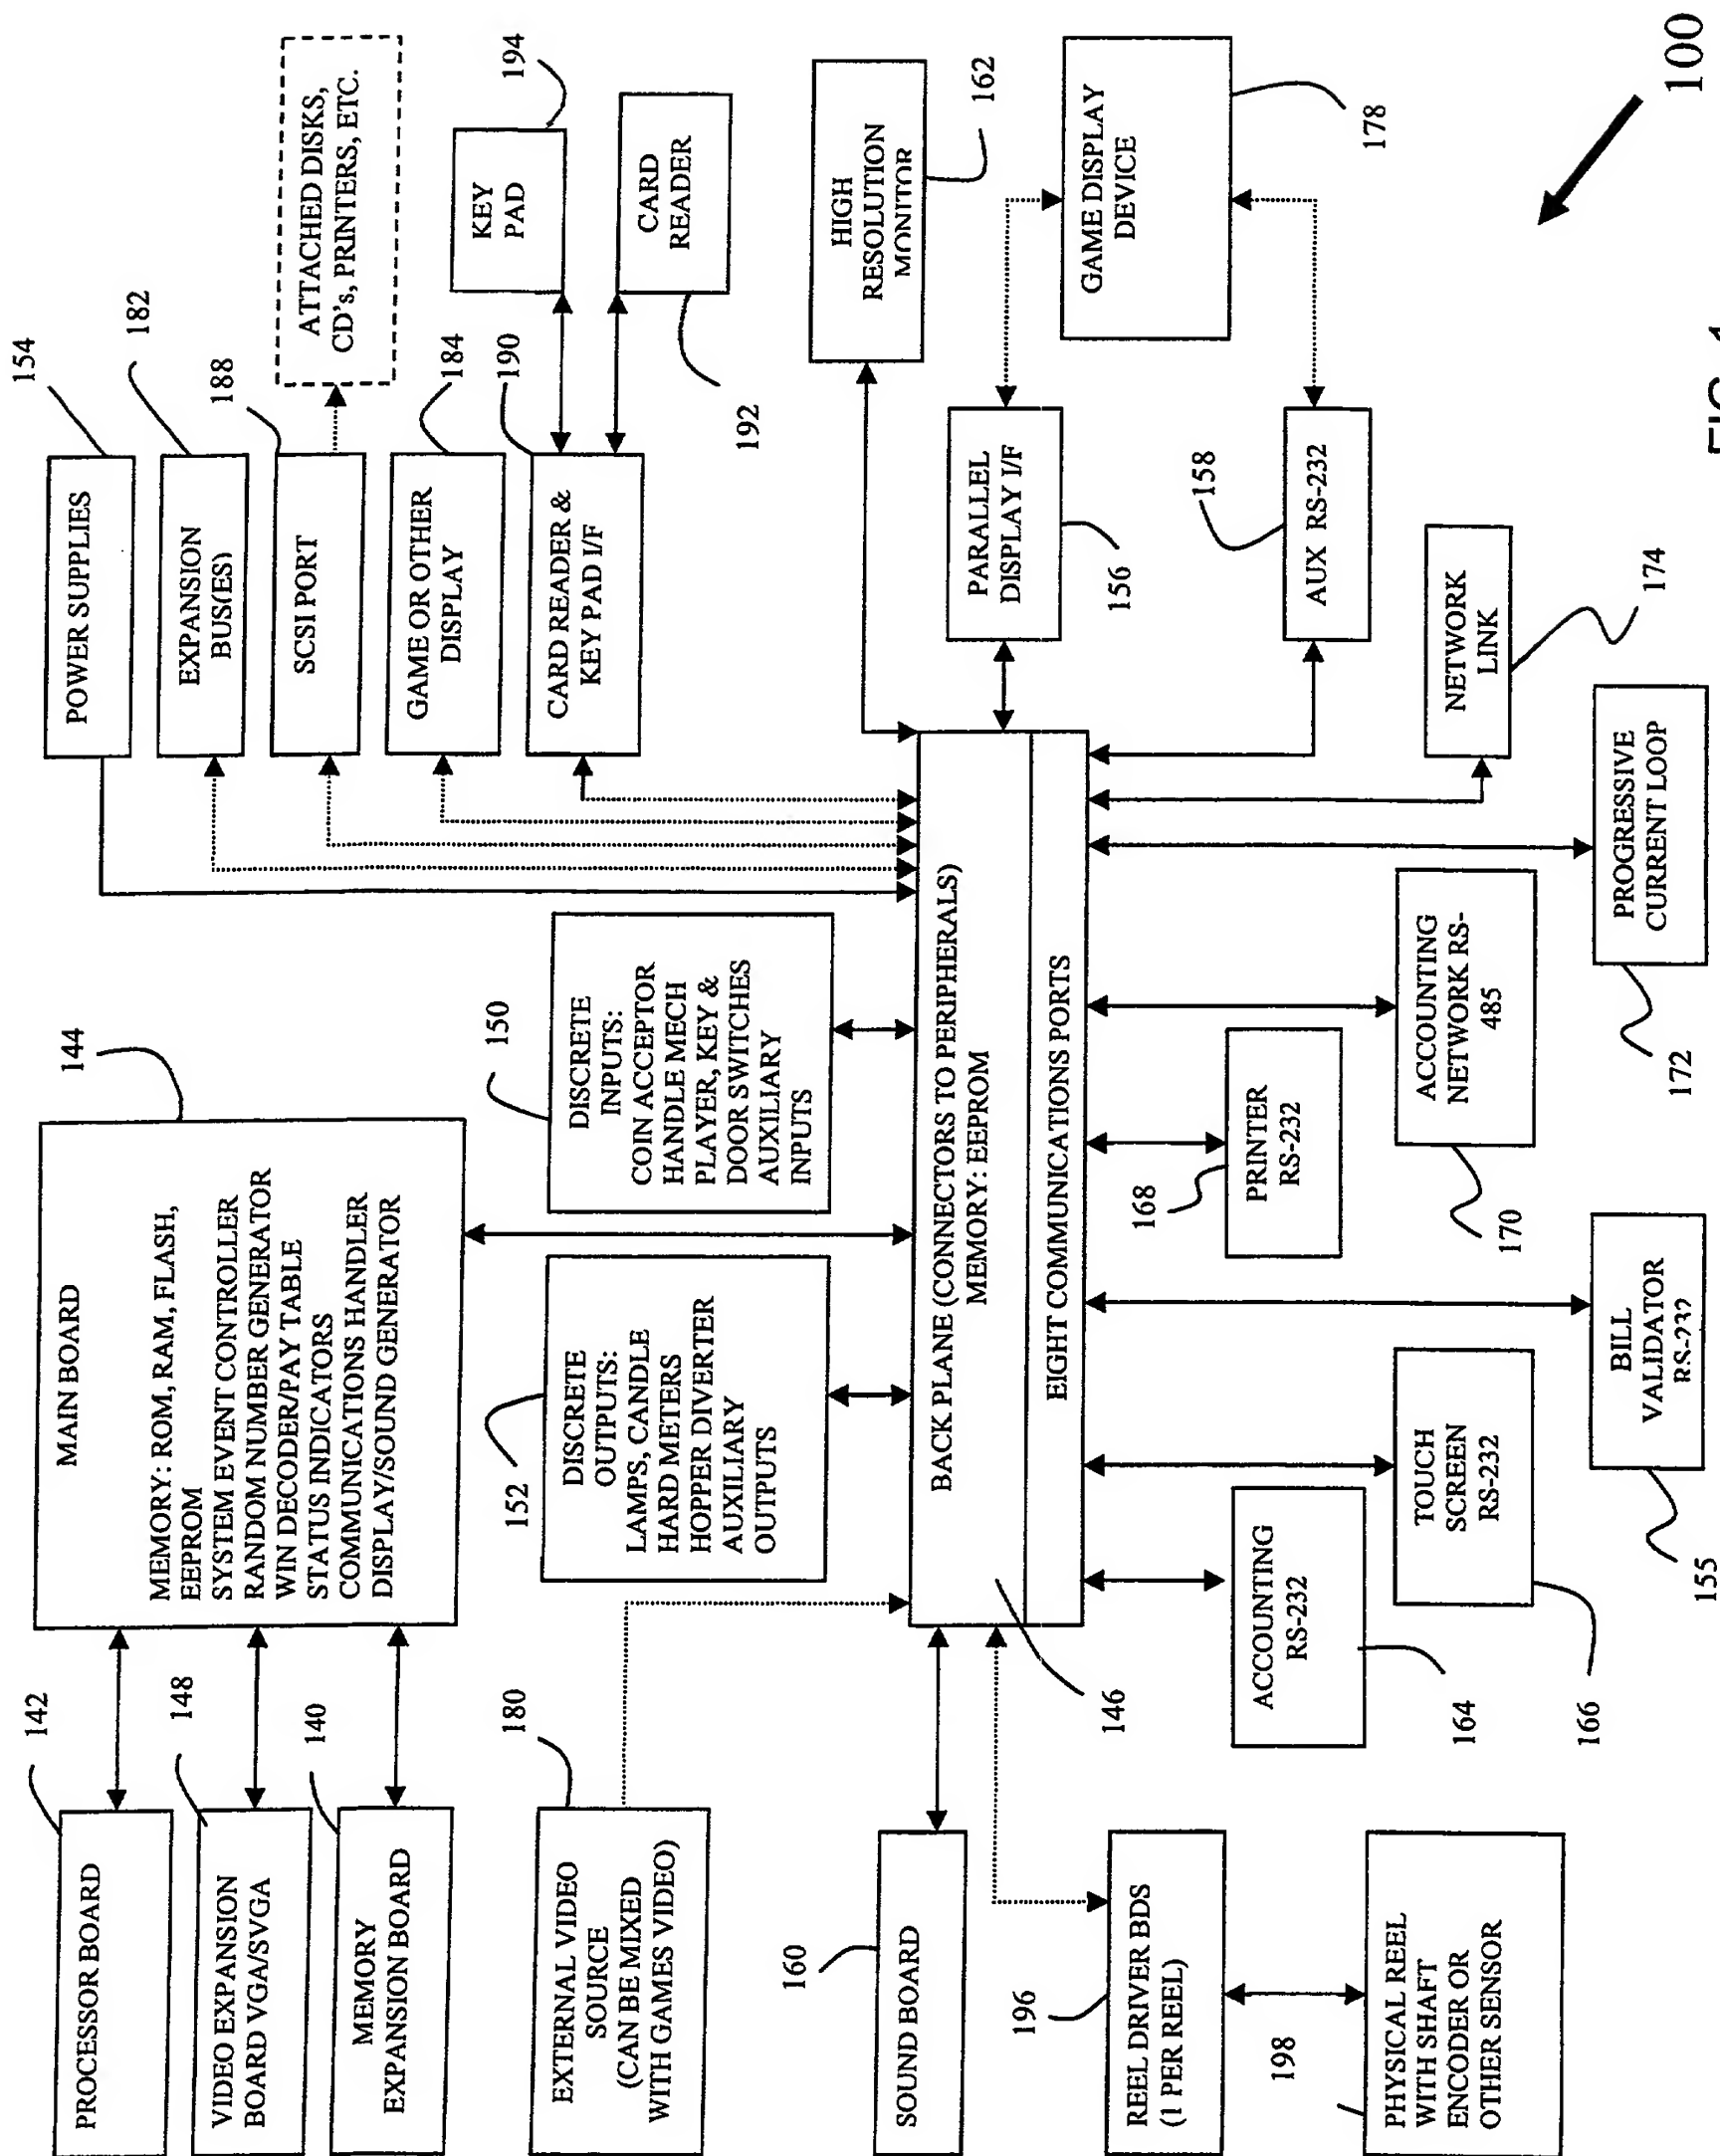 PROCESSOR BOARD
142
VIDEO EXPANSION
BOARD VGA/SVGA
148
MEMORY
EXPANSION BOARD
140
MAIN BOARD
MEMORY: ROM, RAM, FLASH,
EEPROM
SYSTEM EVENT CONTROLLER
RANDOM NUMBER GENERATOR
WIN DECODER/PAY TABLE
STATUS INDICATORS
COMMUNICATIONS HANDLER
DISPLAY/SOUND GENERATOR
144
POWER SUPPLIES
154
EXPANSION
BUS(ES)
182
SCSI PORT
188
ATTACHED DISKS,
CD's, PRINTERS, ETC.
GAME OR OTHER
DISPLAY
184
CARD READER &
KEY PAD I/F
190
KEY
PAD
194
CARD
READER
192
EXTERNAL VIDEO
SOURCE
(CAN BE MIXED
WITH GAMES VIDEO)
180
DISCRETE
OUTPUTS:
LAMPS, CANDLE
HARD METERS
HOPPER DIVERTER
AUXILIARY
OUTPUTS
152
DISCRETE
INPUTS:
COIN ACCEPTOR
HANDLE MECH
PLAYER, KEY &
DOOR SWITCHES
AUXILIARY
INPUTS
150
HIGH
RESOLUTION
MONITOR
162
SOUND BOARD
160
BACK PLANE (CONNECTORS TO PERIPHERALS)
MEMORY: EEPROM
EIGHT COMMUNICATIONS PORTS
146
PARALLEL
DISPLAY I/F
156
GAME DISPLAY
DEVICE
178
REEL DRIVER BDS
(1 PER REEL)
196
AUX RS-232
158
PHYSICAL REEL
WITH SHAFT
ENCODER OR
OTHER SENSOR
198
ACCOUNTING
RS-232
164
TOUCH
SCREEN
RS-232
166
BILL
VALIDATOR
RS-232
155
PRINTER
RS-232
168
ACCOUNTING
NETWORK RS-
485
170
PROGRESSIVE
CURRENT LOOP
172
NETWORK
LINK
174
100